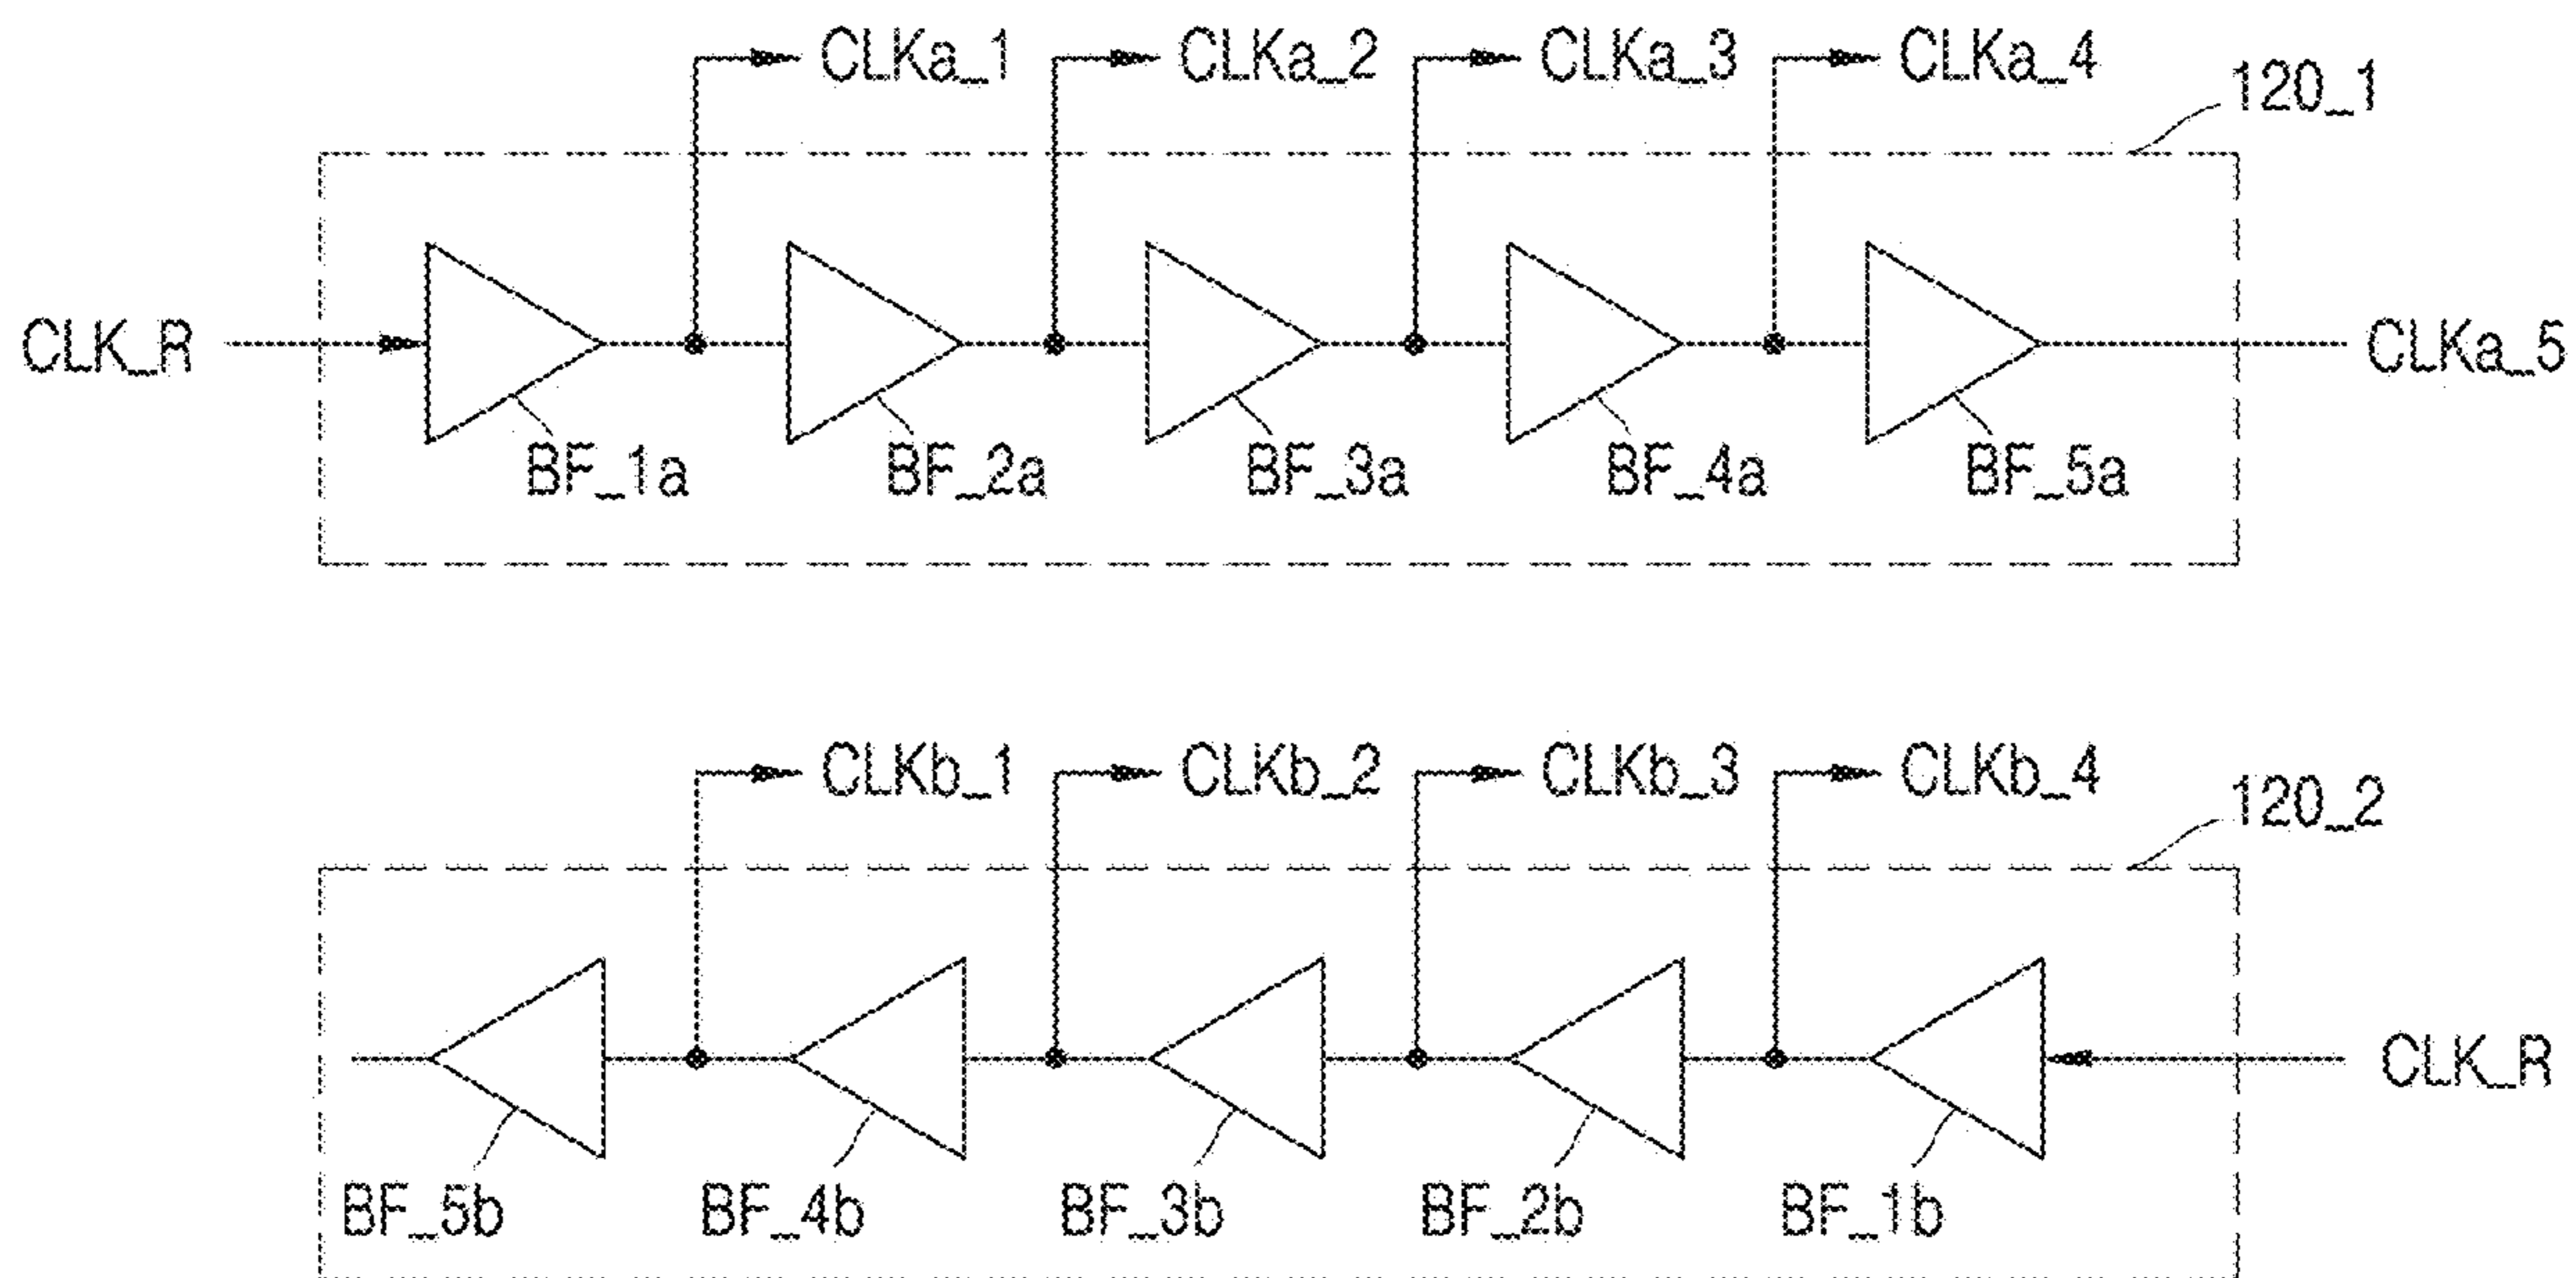 CLKa_1 CLKa_2 CLKa_3 CLKa_4
120_1
CLK_R CLKa_5
BF_1a BF_2a BF_3a BF_4a BF_5a
CLKb_1 CLKb_2 CLKb_3 CLKb_4
120_2
CLK_R
BF_5b BF_4b BF_3b BF_2b BF_1b